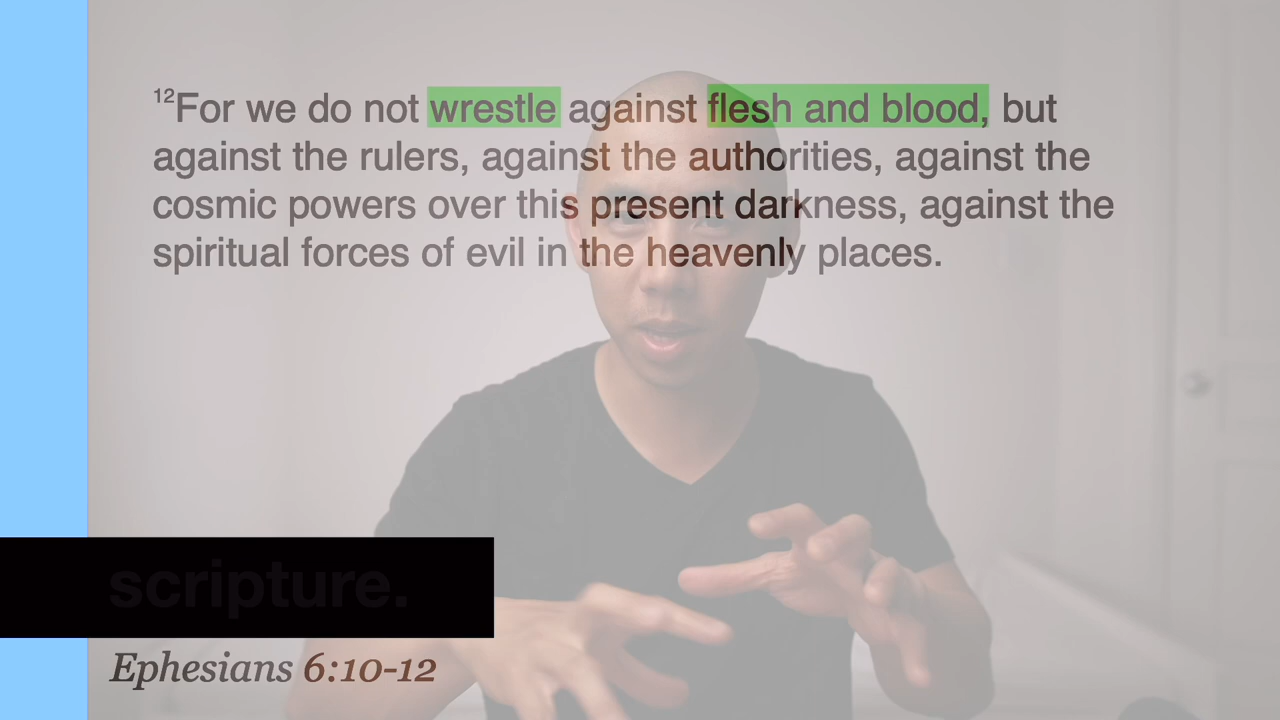 12For we do not wrestle against flesh and blood, but
against the rulers, against the authorities, against the
cosmic powers over this present darkness, against the
spiritual forces of evil in the heavenly places.
scripture.
Ephesians 6:10-12